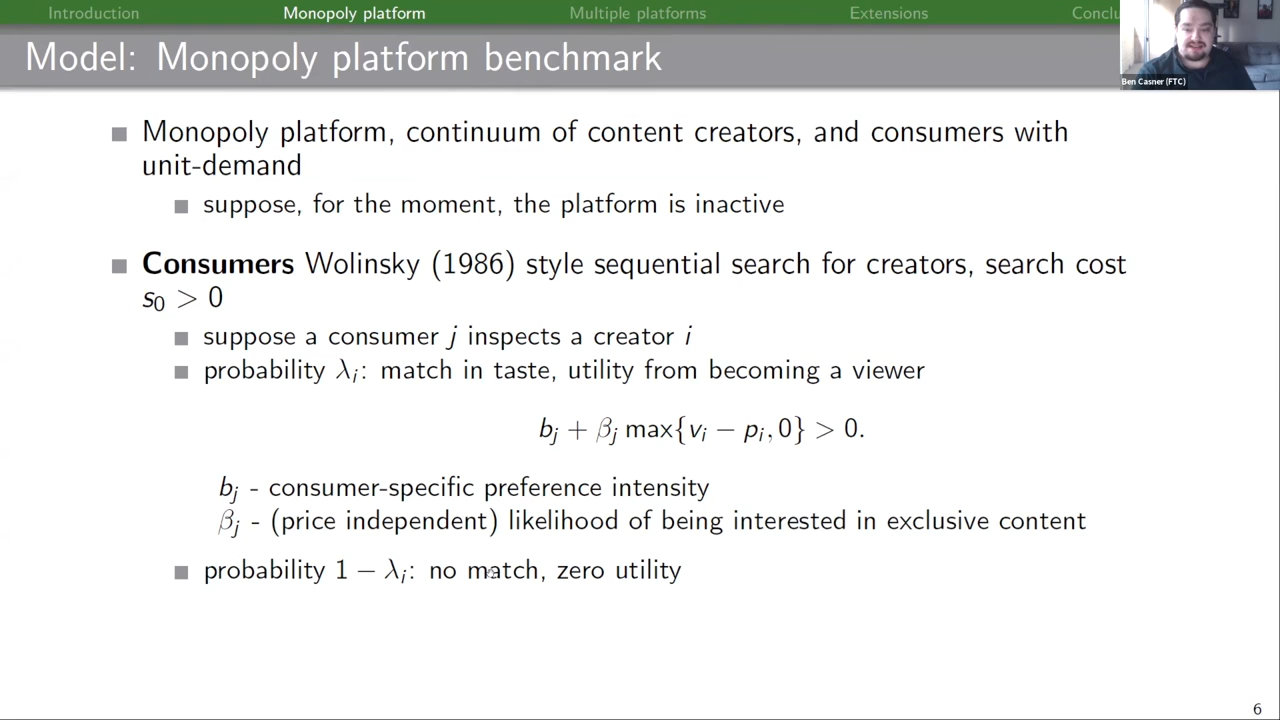 Introduction Monopoly platform Multiple platforms Extensions Conclu
Model: Monopoly platform benchmark
Ben Casner (FTC)
■ Monopoly platform, continuum of content creators, and consumers with
unit-demand
■ suppose, for the moment, the platform is inactive
■ Consumers Wolinsky (1986) style sequential search for creators, search cost
s₀ > 0
■ suppose a consumer j inspects a creator i
■ probability λᵢ: match in taste, utility from becoming a viewer
bⱼ + βⱼ max{vᵢ − pᵢ, 0} > 0.
bⱼ - consumer-specific preference intensity
βⱼ - (price independent) likelihood of being interested in exclusive content
■ probability 1 − λᵢ: no match, zero utility
6